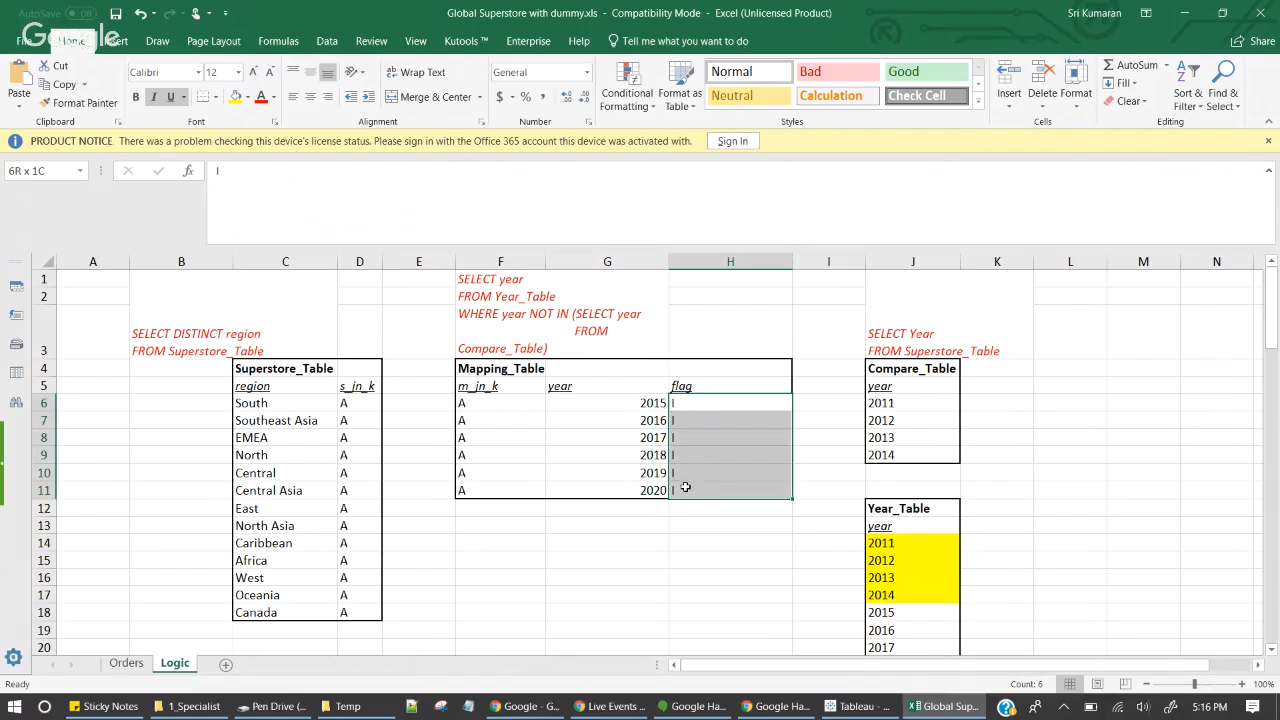 AutoSave Off
Global Superstore with dummy.xls - Compatibility Mode - Excel (Unlicensed Product)
Sri Kumaran
Google
File Home Insert Draw Page Layout Formulas Data Review View Kutools ™ Enterprise Help Tell me what you want to do Share
Cut
Copy
Format Painter
Paste
Clipboard
Calibri 12
B I U
Font
Wrap Text
Merge & Center
Alignment
General
$ % ,
Number
Conditional Formatting
Format as Table
Normal Bad Good
Neutral Calculation Check Cell
Styles
Insert Delete Format
Cells
AutoSum
Fill
Clear
Sort & Filter
Find & Select
Editing
PRODUCT NOTICE There was a problem checking this device's license status. Please sign in with the Office 365 account this device was activated with. Sign In
6R x 1C fx I
A B C D E F G H I J K L M N
1 SELECT year
2 FROM Year_Table
WHERE year NOT IN (SELECT year
SELECT DISTINCT region FROM SELECT Year
3 FROM Superstore_Table Compare_Table) FROM Superstore_Table
4 Superstore_Table Mapping_Table Compare_Table
5 region s_jn_k m_jn_k year flag year
6 South A A 2015 I 2011
7 Southeast Asia A A 2016 I 2012
8 EMEA A A 2017 I 2013
9 North A A 2018 I 2014
10 Central A A 2019 I
11 Central Asia A A 2020 I
12 East A Year_Table
13 North Asia A year
14 Caribbean A 2011
15 Africa A 2012
16 West A 2013
17 Oceania A 2014
18 Canada A 2015
19 2016
20 2017
Orders Logic
Ready
Count: 6
100%
Sticky Notes
1_Specialist
Pen Drive (...
Temp
Google - G...
Live Events ...
Google Ha...
Google Ha...
Tableau - ...
Global Sup...
5:16 PM